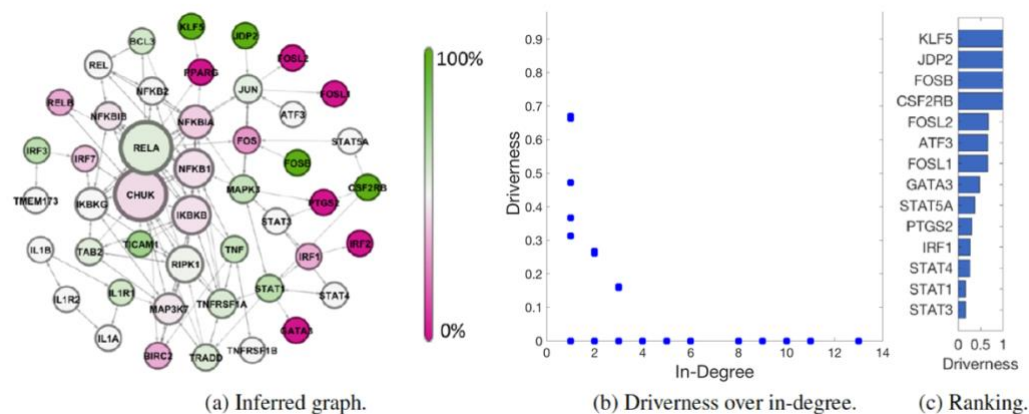 KLF5
JDP2
BCL3
FOSL2
REL
PPARG
NFKB2
JUN
FOSL1
RELB
NFKBIB
NFKBIA
ATF3
RELA
FOS
STAT5A
IRF3
IRF7
NFKB1
FOSB
CHUK
MAPK3
CSF2RB
TMEM173
IKBKG
IKBKB
PTGS2
STAT3
TICAM1
IL1B
TAB2
TNF
IRF2
RIPK1
IRF1
IL1R2
IL1R1
MAP3K7
TNFRSF1A
STAT1
STAT4
IL1A
GATA3
BIRC2
TRADD
TNFRSF1B
100%
0%
(a) Inferred graph.
0.9
0.8
0.7
0.6
0.5
0.4
0.3
0.2
0.1
0
Driverness
0 2 4 6 8 10 12 14
In-Degree
(b) Driverness over in-degree.
KLF5
JDP2
FOSB
CSF2RB
FOSL2
ATF3
FOSL1
GATA3
STAT5A
PTGS2
IRF1
STAT4
STAT1
STAT3
0 0.5 1
Driverness
(c) Ranking.